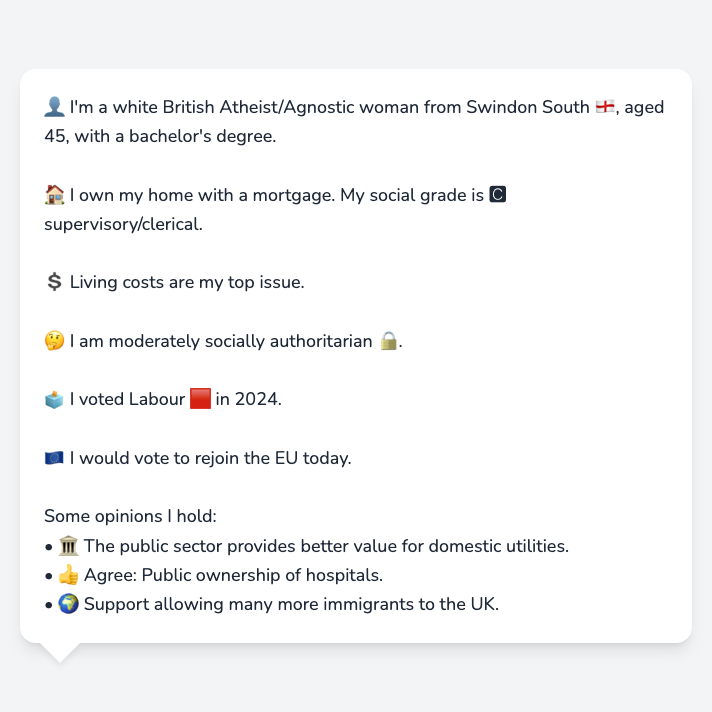 👤 I'm a white British Atheist/Agnostic woman from Swindon South 🏴󠁧󠁢󠁥󠁮󠁧󠁿, aged
45, with a bachelor's degree.
🏠 I own my home with a mortgage. My social grade is 🅲
supervisory/clerical.
💲 Living costs are my top issue.
🤔 I am moderately socially authoritarian 🔒.
🗳️ I voted Labour 🟥 in 2024.
🇪🇺 I would vote to rejoin the EU today.
Some opinions I hold:
• 🏛️ The public sector provides better value for domestic utilities.
• 👍 Agree: Public ownership of hospitals.
• 🌍 Support allowing many more immigrants to the UK.